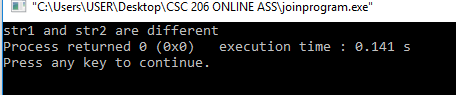 "C:\Users\USER\Desktop\CSC 206 ONLINE ASS\joinprogram.exe"
str1 and str2 are different
Process returned 0 (0x0)   execution time : 0.141 s
Press any key to continue.